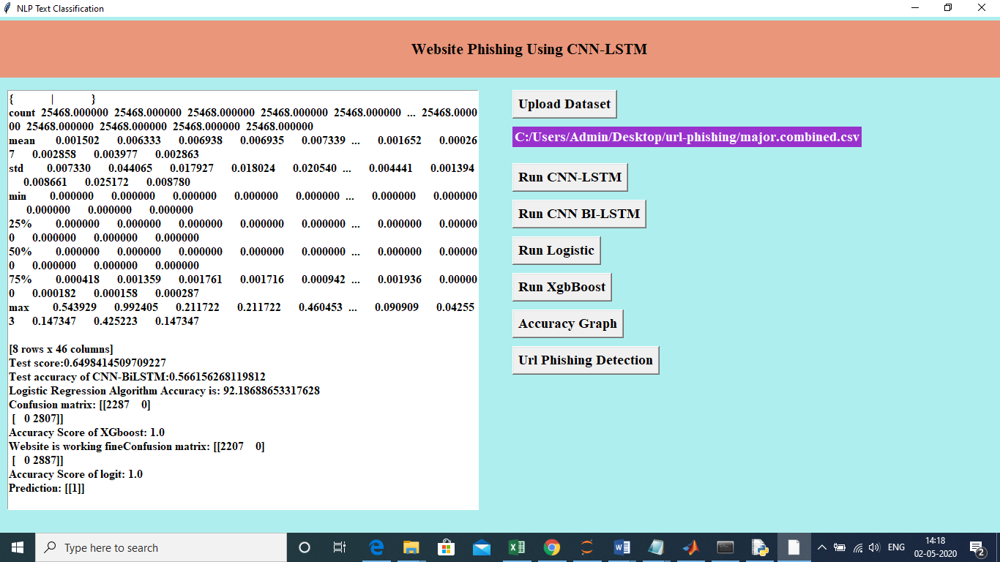 NLP Text Classification
Website Phishing Using CNN-LSTM
{ | }
count 25468.000000 25468.000000 25468.000000 25468.000000 25468.000000 ... 25468.0000
00 25468.000000 25468.000000 25468.000000 25468.000000
mean 0.001502 0.006333 0.006938 0.006935 0.007339 ... 0.001652 0.00026
7 0.002858 0.003977 0.002863
std 0.007330 0.044065 0.017927 0.018024 0.020540 ... 0.004441 0.001394
0.008661 0.025172 0.008780
min 0.000000 0.000000 0.000000 0.000000 0.000000 ... 0.000000 0.000000
0.000000 0.000000 0.000000
25% 0.000000 0.000000 0.000000 0.000000 0.000000 ... 0.000000 0.00000
0 0.000000 0.000000 0.000000
50% 0.000000 0.000000 0.000000 0.000000 0.000000 ... 0.000000 0.00000
0 0.000000 0.000000 0.000000
75% 0.000418 0.001359 0.001761 0.001716 0.000942 ... 0.001936 0.00000
0 0.000182 0.000158 0.000287
max 0.543929 0.992405 0.211722 0.211722 0.460453 ... 0.090909 0.04255
3 0.147347 0.425223 0.147347
[8 rows x 46 columns]
Test score:0.6498414509709227
Test accuracy of CNN-BiLSTM:0.566156268119812
Logistic Regression Algorithm Accuracy is: 92.18688653317628
Confusion matrix: [[2287 0]
[ 0 2807]]
Accuracy Score of XGboost: 1.0
Website is working fineConfusion matrix: [[2207 0]
[ 0 2887]]
Accuracy Score of logit: 1.0
Prediction: [[1]]
Upload Dataset
C:/Users/Admin/Desktop/url-phishing/major.combined.csv
Run CNN-LSTM
Run CNN BI-LSTM
Run Logistic
Run XgbBoost
Accuracy Graph
Url Phishing Detection
Type here to search
ENG
14:18
02-05-2020
2